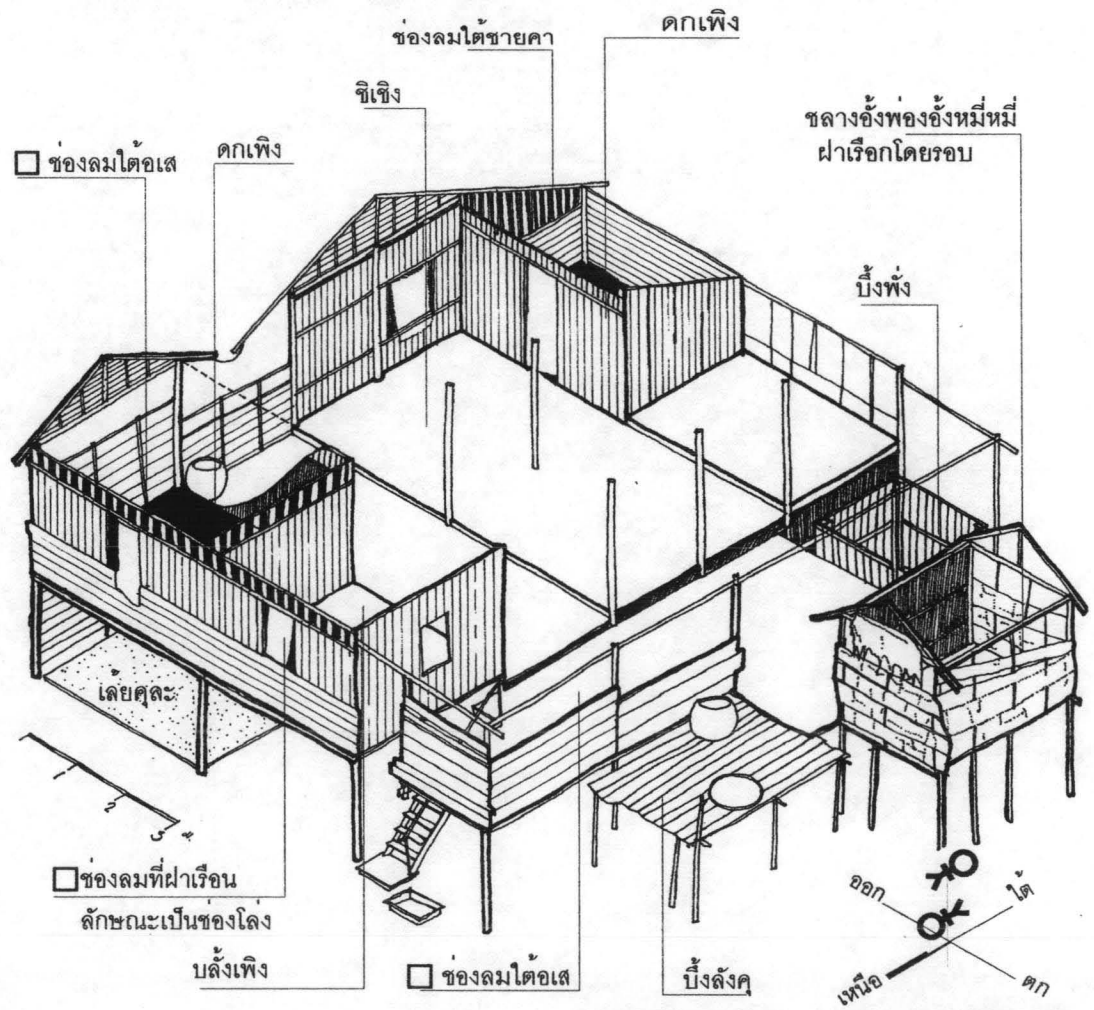 ช่องลมใต้ชายคา
ดกเพิง
ซิเชิง
ชลางอั้งพ่องอั้งหมี่หมี่
ฝาเรือกโดยรอบ
ช่องลมใต้อเส
ดกเพิง
บึ้งพั่ง
เล้ยคุละ
1
2
3 ม.
ช่องลมที่ฝาเรือน
ลักษณะเป็นช่องโล่ง
บลั้งเพิง
ช่องลมใต้อเส
บึ้งลังคุ
ออก
ใต้
เหนือ
ตก